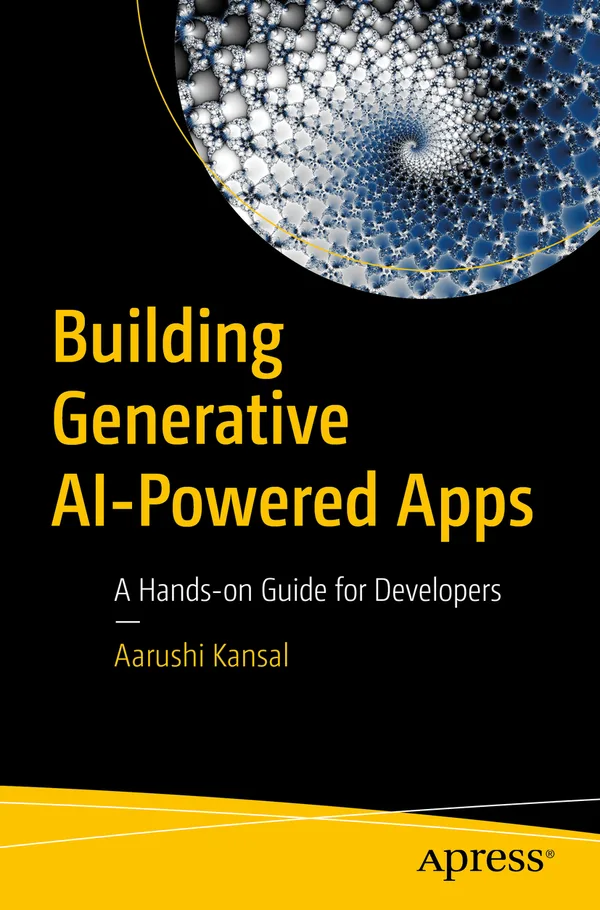 Building
Generative
AI-Powered Apps
A Hands-on Guide for Developers
Aarushi Kansal
Apress®